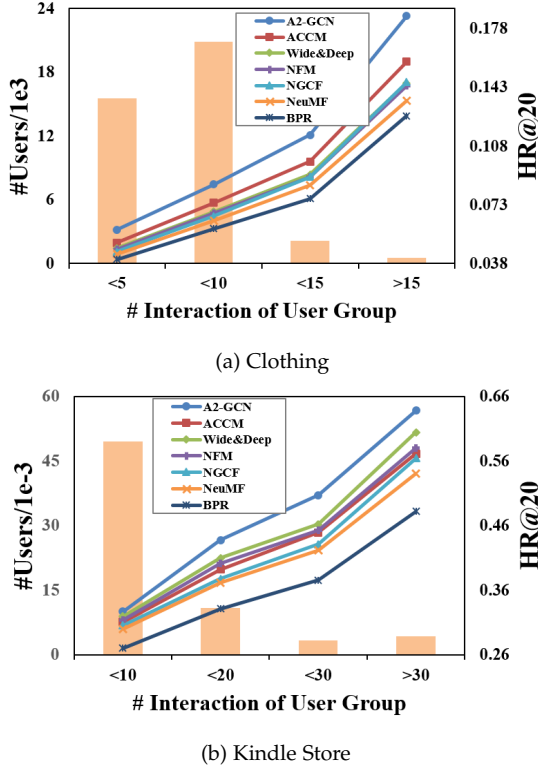 24
18
12
6
0
#Users/1e3
A2-GCN
ACCM
Wide&Deep
NFM
NGCF
NeuMF
BPR
0.178
0.143
0.108
0.073
0.038
HR@20
<5 <10 <15 >15
# Interaction of User Group
(a) Clothing
60
45
30
15
0
#Users/1e-3
A2-GCN
ACCM
Wide&Deep
NFM
NGCF
NeuMF
BPR
0.66
0.56
0.46
0.36
0.26
HR@20
<10 <20 <30 >30
# Interaction of User Group
(b) Kindle Store